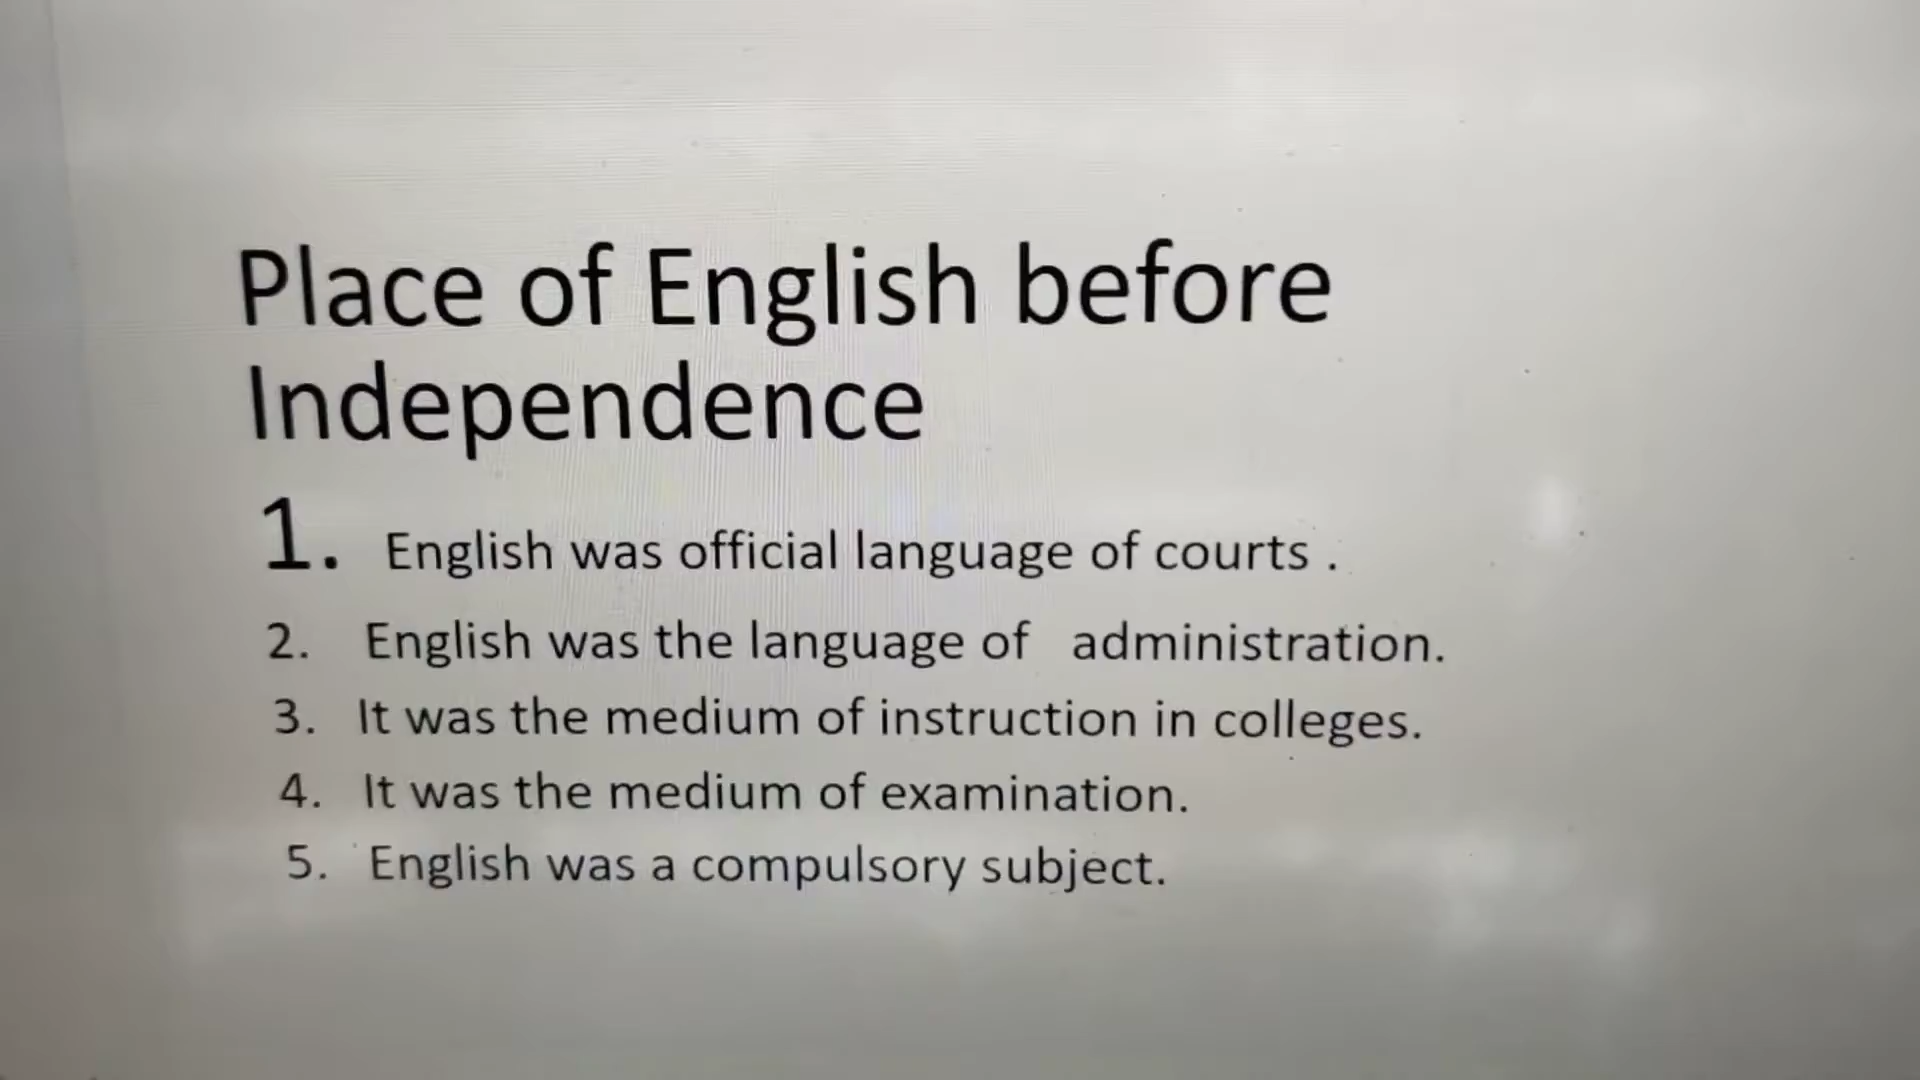 Place of English before
Independence
1. English was official language of courts .
2. English was the language of administration.
3. It was the medium of instruction in colleges.
4. It was the medium of examination.
5. English was a compulsory subject.